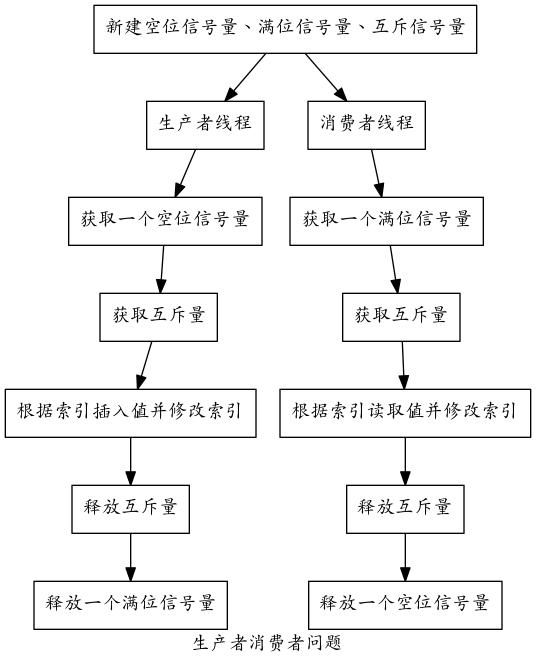 新建空位信号量、满位信号量、互斥信号量
生产者线程
消费者线程
获取一个空位信号量
获取一个满位信号量
获取互斥量
获取互斥量
根据索引插入值并修改索引
根据索引读取值并修改索引
释放互斥量
释放互斥量
释放一个满位信号量
释放一个空位信号量
生产者消费者问题